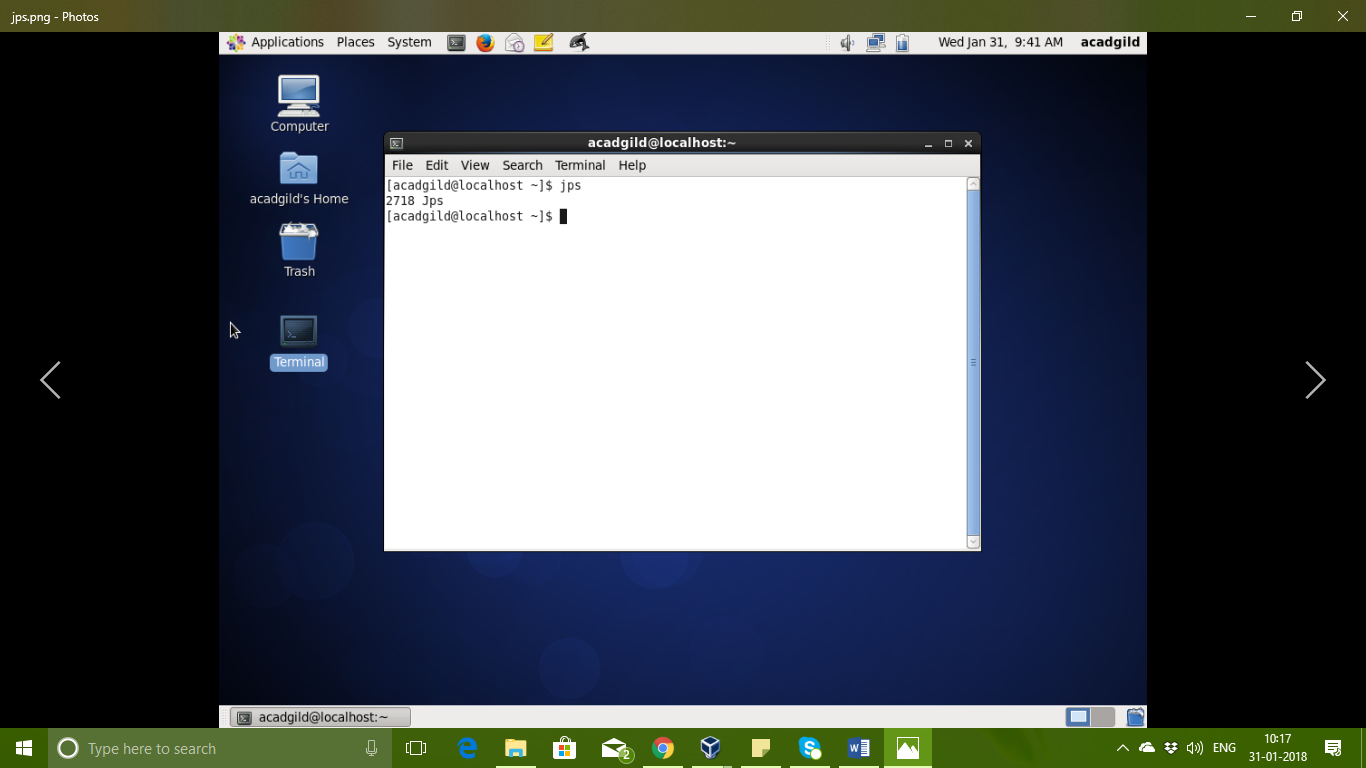 jps.png - Photos
Applications Places System Wed Jan 31, 9:41 AM acadgild
Computer
acadgild's Home
Trash
Terminal
acadgild@localhost:~
File Edit View Search Terminal Help
[acadgild@localhost ~]$ jps
2718 Jps
[acadgild@localhost ~]$
acadgild@localhost:~
Type here to search
2
ENG
10:17
31-01-2018